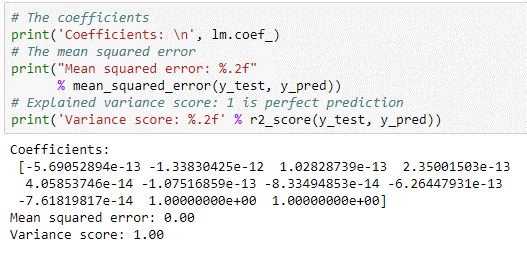 # The coefficients
print('Coefficients: \n', lm.coef_)
# The mean squared error
print("Mean squared error: %.2f"
% mean_squared_error(y_test, y_pred))
# Explained variance score: 1 is perfect prediction
print('Variance score: %.2f' % r2_score(y_test, y_pred))
Coefficients:
[-5.69052894e-13 -1.33830425e-12 1.02828739e-13 2.35001503e-13
4.05853746e-14 -1.07516859e-13 -8.33494853e-14 -6.26447931e-13
-7.61819817e-14 1.00000000e+00 1.00000000e+00]
Mean squared error: 0.00
Variance score: 1.00